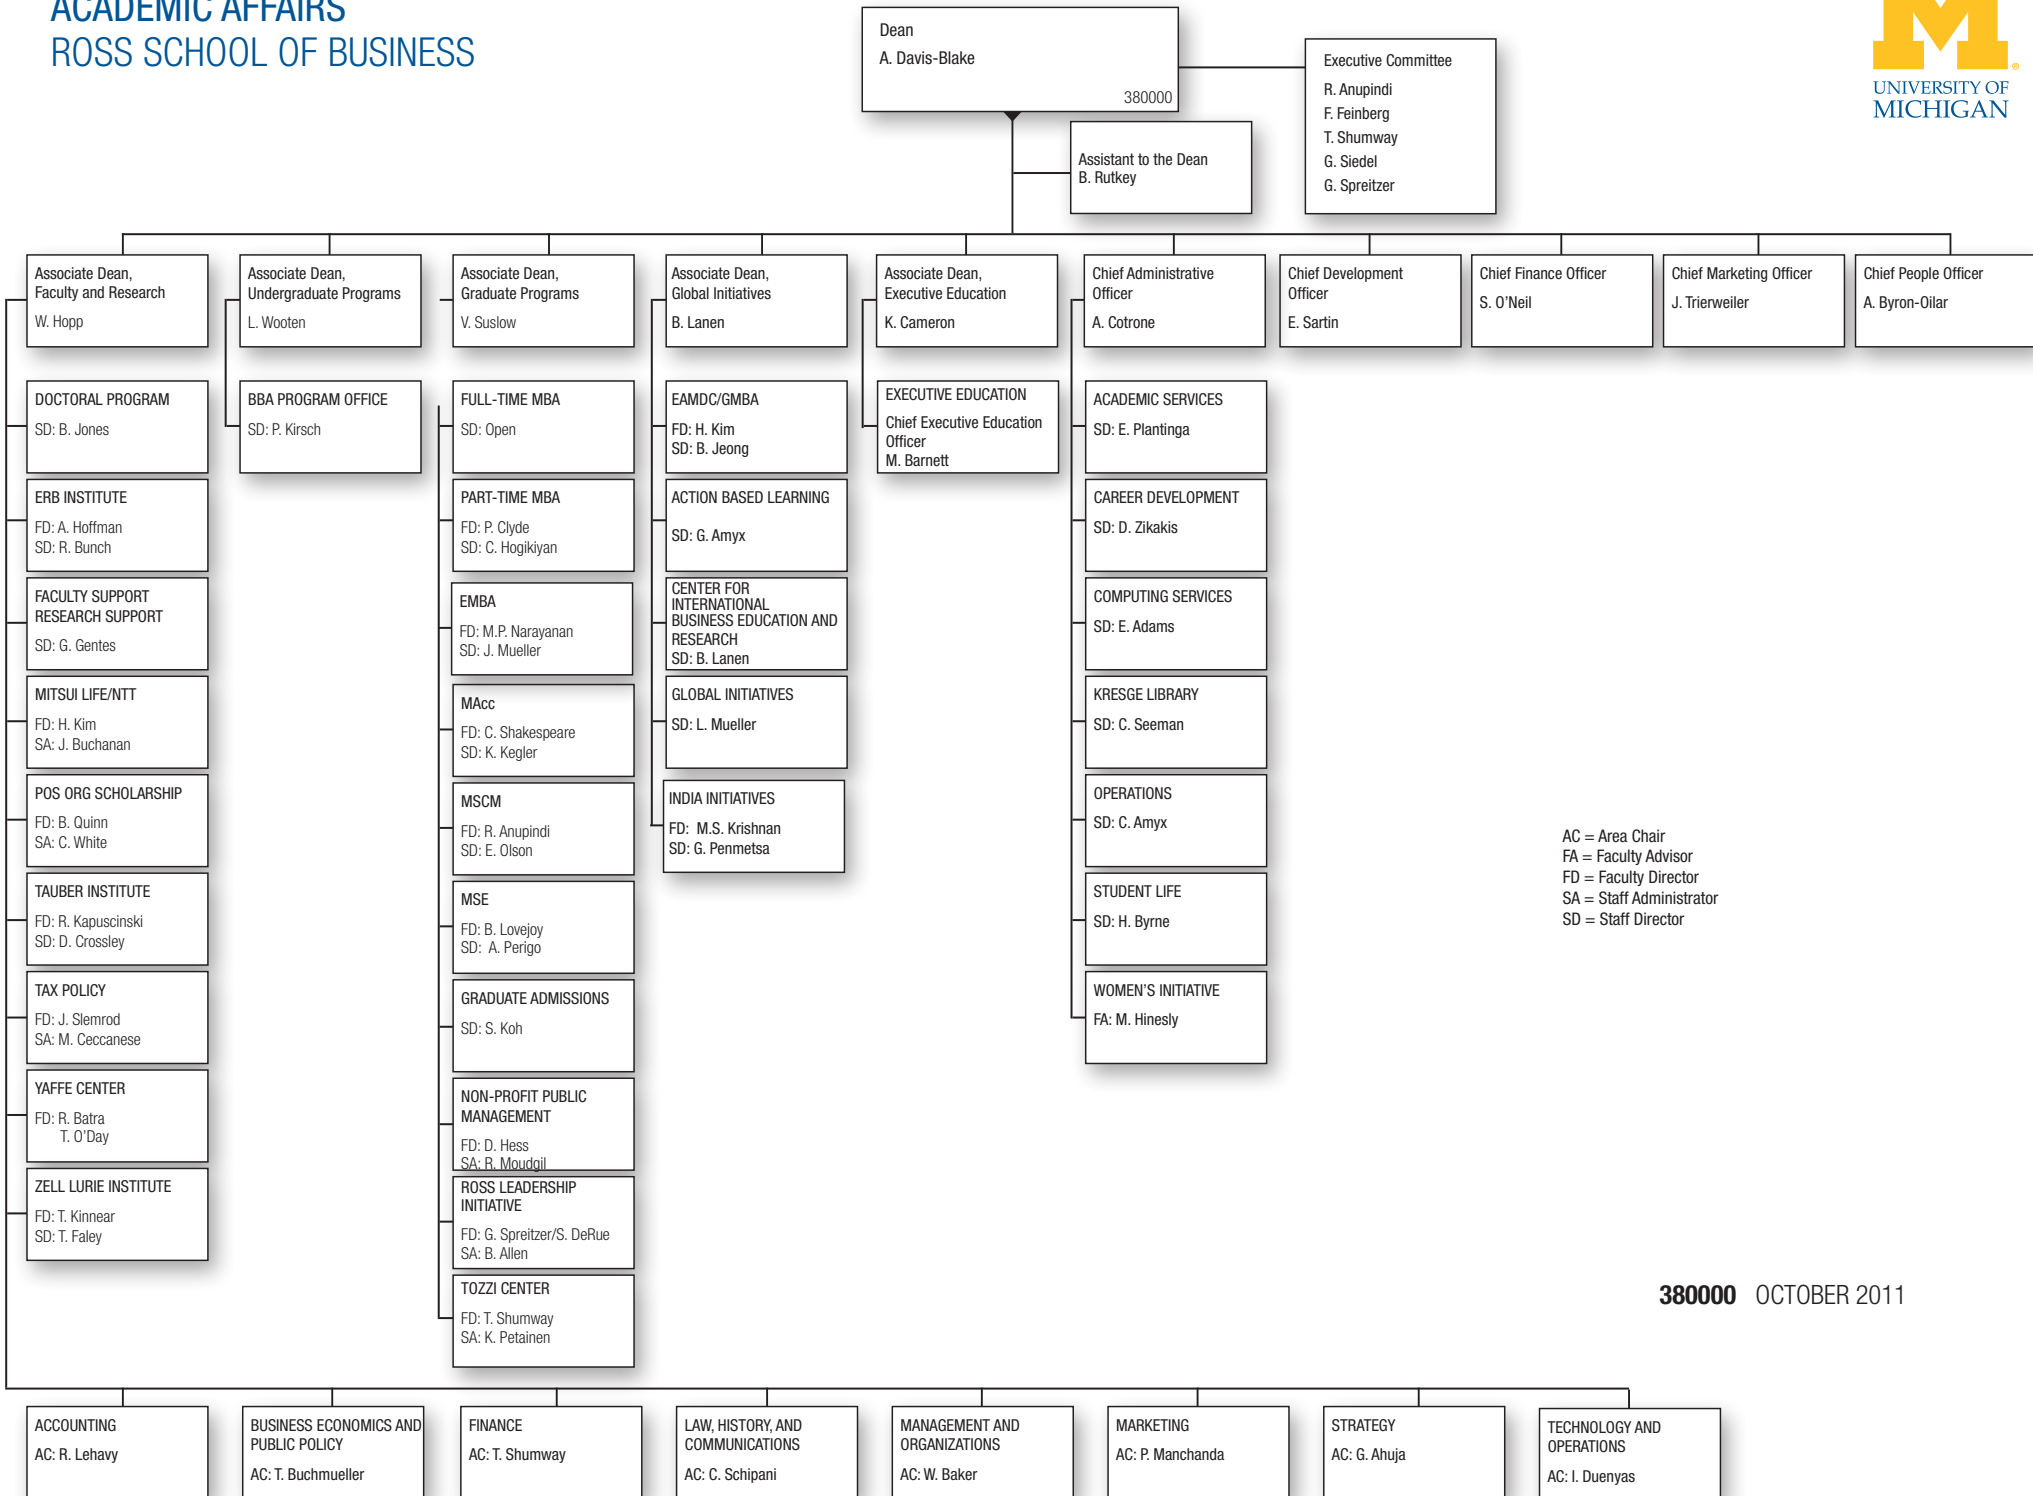 ACADEMIC AFFAIRS
ROSS SCHOOL OF BUSINESS
Dean
A. Davis-Blake
380000
Executive Committee
R. Anupindi
F. Feinberg
T. Shumway
G. Siedel
G. Spreitzer
UNIVERSITY OF
MICHIGAN
®
Assistant to the Dean
B. Rutkey
Associate Dean,
Faculty and Research
W. Hopp
Associate Dean,
Undergraduate Programs
L. Wooten
Associate Dean,
Graduate Programs
V. Suslow
Associate Dean,
Global Initiatives
B. Lanen
Associate Dean,
Executive Education
K. Cameron
Chief Administrative
Officer
A. Cotrone
Chief Development
Officer
E. Sartin
Chief Finance Officer
S. O'Neil
Chief Marketing Officer
J. Trierweiler
Chief People Officer
A. Byron-Oilar
DOCTORAL PROGRAM
SD: B. Jones
ERB INSTITUTE
FD: A. Hoffman
SD: R. Bunch
FACULTY SUPPORT
RESEARCH SUPPORT
SD: G. Gentes
MITSUI LIFE/NTT
FD: H. Kim
SA: J. Buchanan
POS ORG SCHOLARSHIP
FD: B. Quinn
SA: C. White
TAUBER INSTITUTE
FD: R. Kapuscinski
SD: D. Crossley
TAX POLICY
FD: J. Slemrod
SA: M. Ceccanese
YAFFE CENTER
FD: R. Batra
T. O'Day
ZELL LURIE INSTITUTE
FD: T. Kinnear
SD: T. Faley
BBA PROGRAM OFFICE
SD: P. Kirsch
FULL-TIME MBA
SD: Open
PART-TIME MBA
FD: P. Clyde
SD: C. Hogikiyan
EMBA
FD: M.P. Narayanan
SD: J. Mueller
MAcc
FD: C. Shakespeare
SD: K. Kegler
MSCM
FD: R. Anupindi
SD: E. Olson
MSE
FD: B. Lovejoy
SD: A. Perigo
GRADUATE ADMISSIONS
SD: S. Koh
NON-PROFIT PUBLIC
MANAGEMENT
FD: D. Hess
SA: R. Moudgil
ROSS LEADERSHIP
INITIATIVE
FD: G. Spreitzer/S. DeRue
SA: B. Allen
TOZZI CENTER
FD: T. Shumway
SA: K. Petainen
EAMDC/GMBA
FD: H. Kim
SD: B. Jeong
ACTION BASED LEARNING
SD: G. Amyx
CENTER FOR
INTERNATIONAL
BUSINESS EDUCATION AND
RESEARCH
SD: B. Lanen
GLOBAL INITIATIVES
SD: L. Mueller
INDIA INITIATIVES
FD: M.S. Krishnan
SD: G. Penmetsa
EXECUTIVE EDUCATION
Chief Executive Education
Officer
M. Barnett
ACADEMIC SERVICES
SD: E. Plantinga
CAREER DEVELOPMENT
SD: D. Zikakis
COMPUTING SERVICES
SD: E. Adams
KRESGE LIBRARY
SD: C. Seeman
OPERATIONS
SD: C. Amyx
STUDENT LIFE
SD: H. Byrne
WOMEN'S INITIATIVE
FA: M. Hinesly
AC = Area Chair
FA = Faculty Advisor
FD = Faculty Director
SA = Staff Administrator
SD = Staff Director
380000 OCTOBER 2011
ACCOUNTING
AC: R. Lehavy
BUSINESS ECONOMICS AND
PUBLIC POLICY
AC: T. Buchmueller
FINANCE
AC: T. Shumway
LAW, HISTORY, AND
COMMUNICATIONS
AC: C. Schipani
MANAGEMENT AND
ORGANIZATIONS
AC: W. Baker
MARKETING
AC: P. Manchanda
STRATEGY
AC: G. Ahuja
TECHNOLOGY AND
OPERATIONS
AC: I. Duenyas